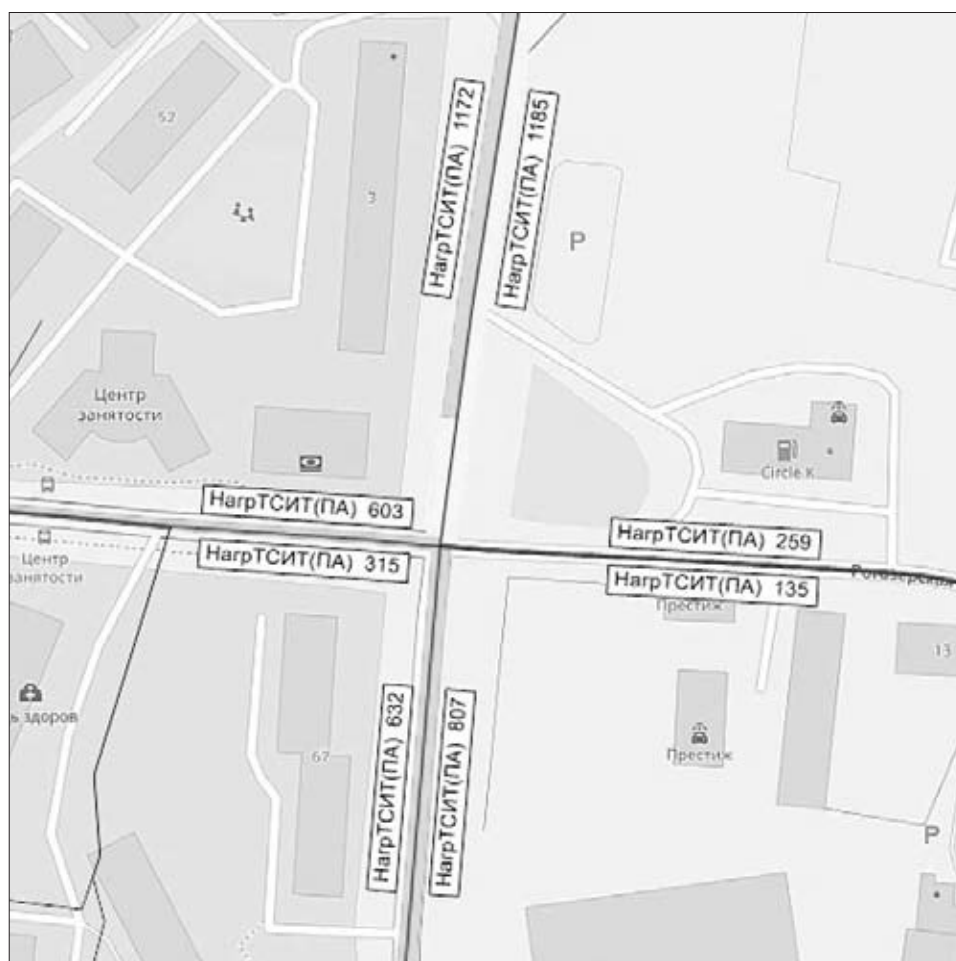 52
3
НагрТСИТ(ПА) 1172
НагрТСИТ(ПА) 1185
P
Центр
занятости
Circle K
НагрТСИТ(ПА) 603
НагрТСИТ(ПА) 259
НагрТСИТ(ПА) 315
НагрТСИТ(ПА) 135
Центр
занятости
Престиж
13
ь здоров
67
НагрТСИТ(ПА) 632
НагрТСИТ(ПА) 807
Престиж
P